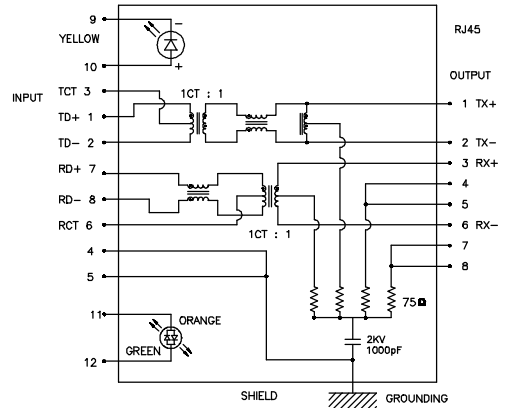 9 −
YELLOW
RJ45
10 +
OUTPUT
INPUT
TCT 3
1CT : 1
TD+ 1
1 TX+
TD− 2
2 TX−
RD+ 7
3 RX+
4
RD− 8
5
RCT 6
6 RX−
1CT : 1
4
7
5
8
75Ω
11
ORANGE
2KV
1000pF
GREEN
12
SHIELD
GROUNDING